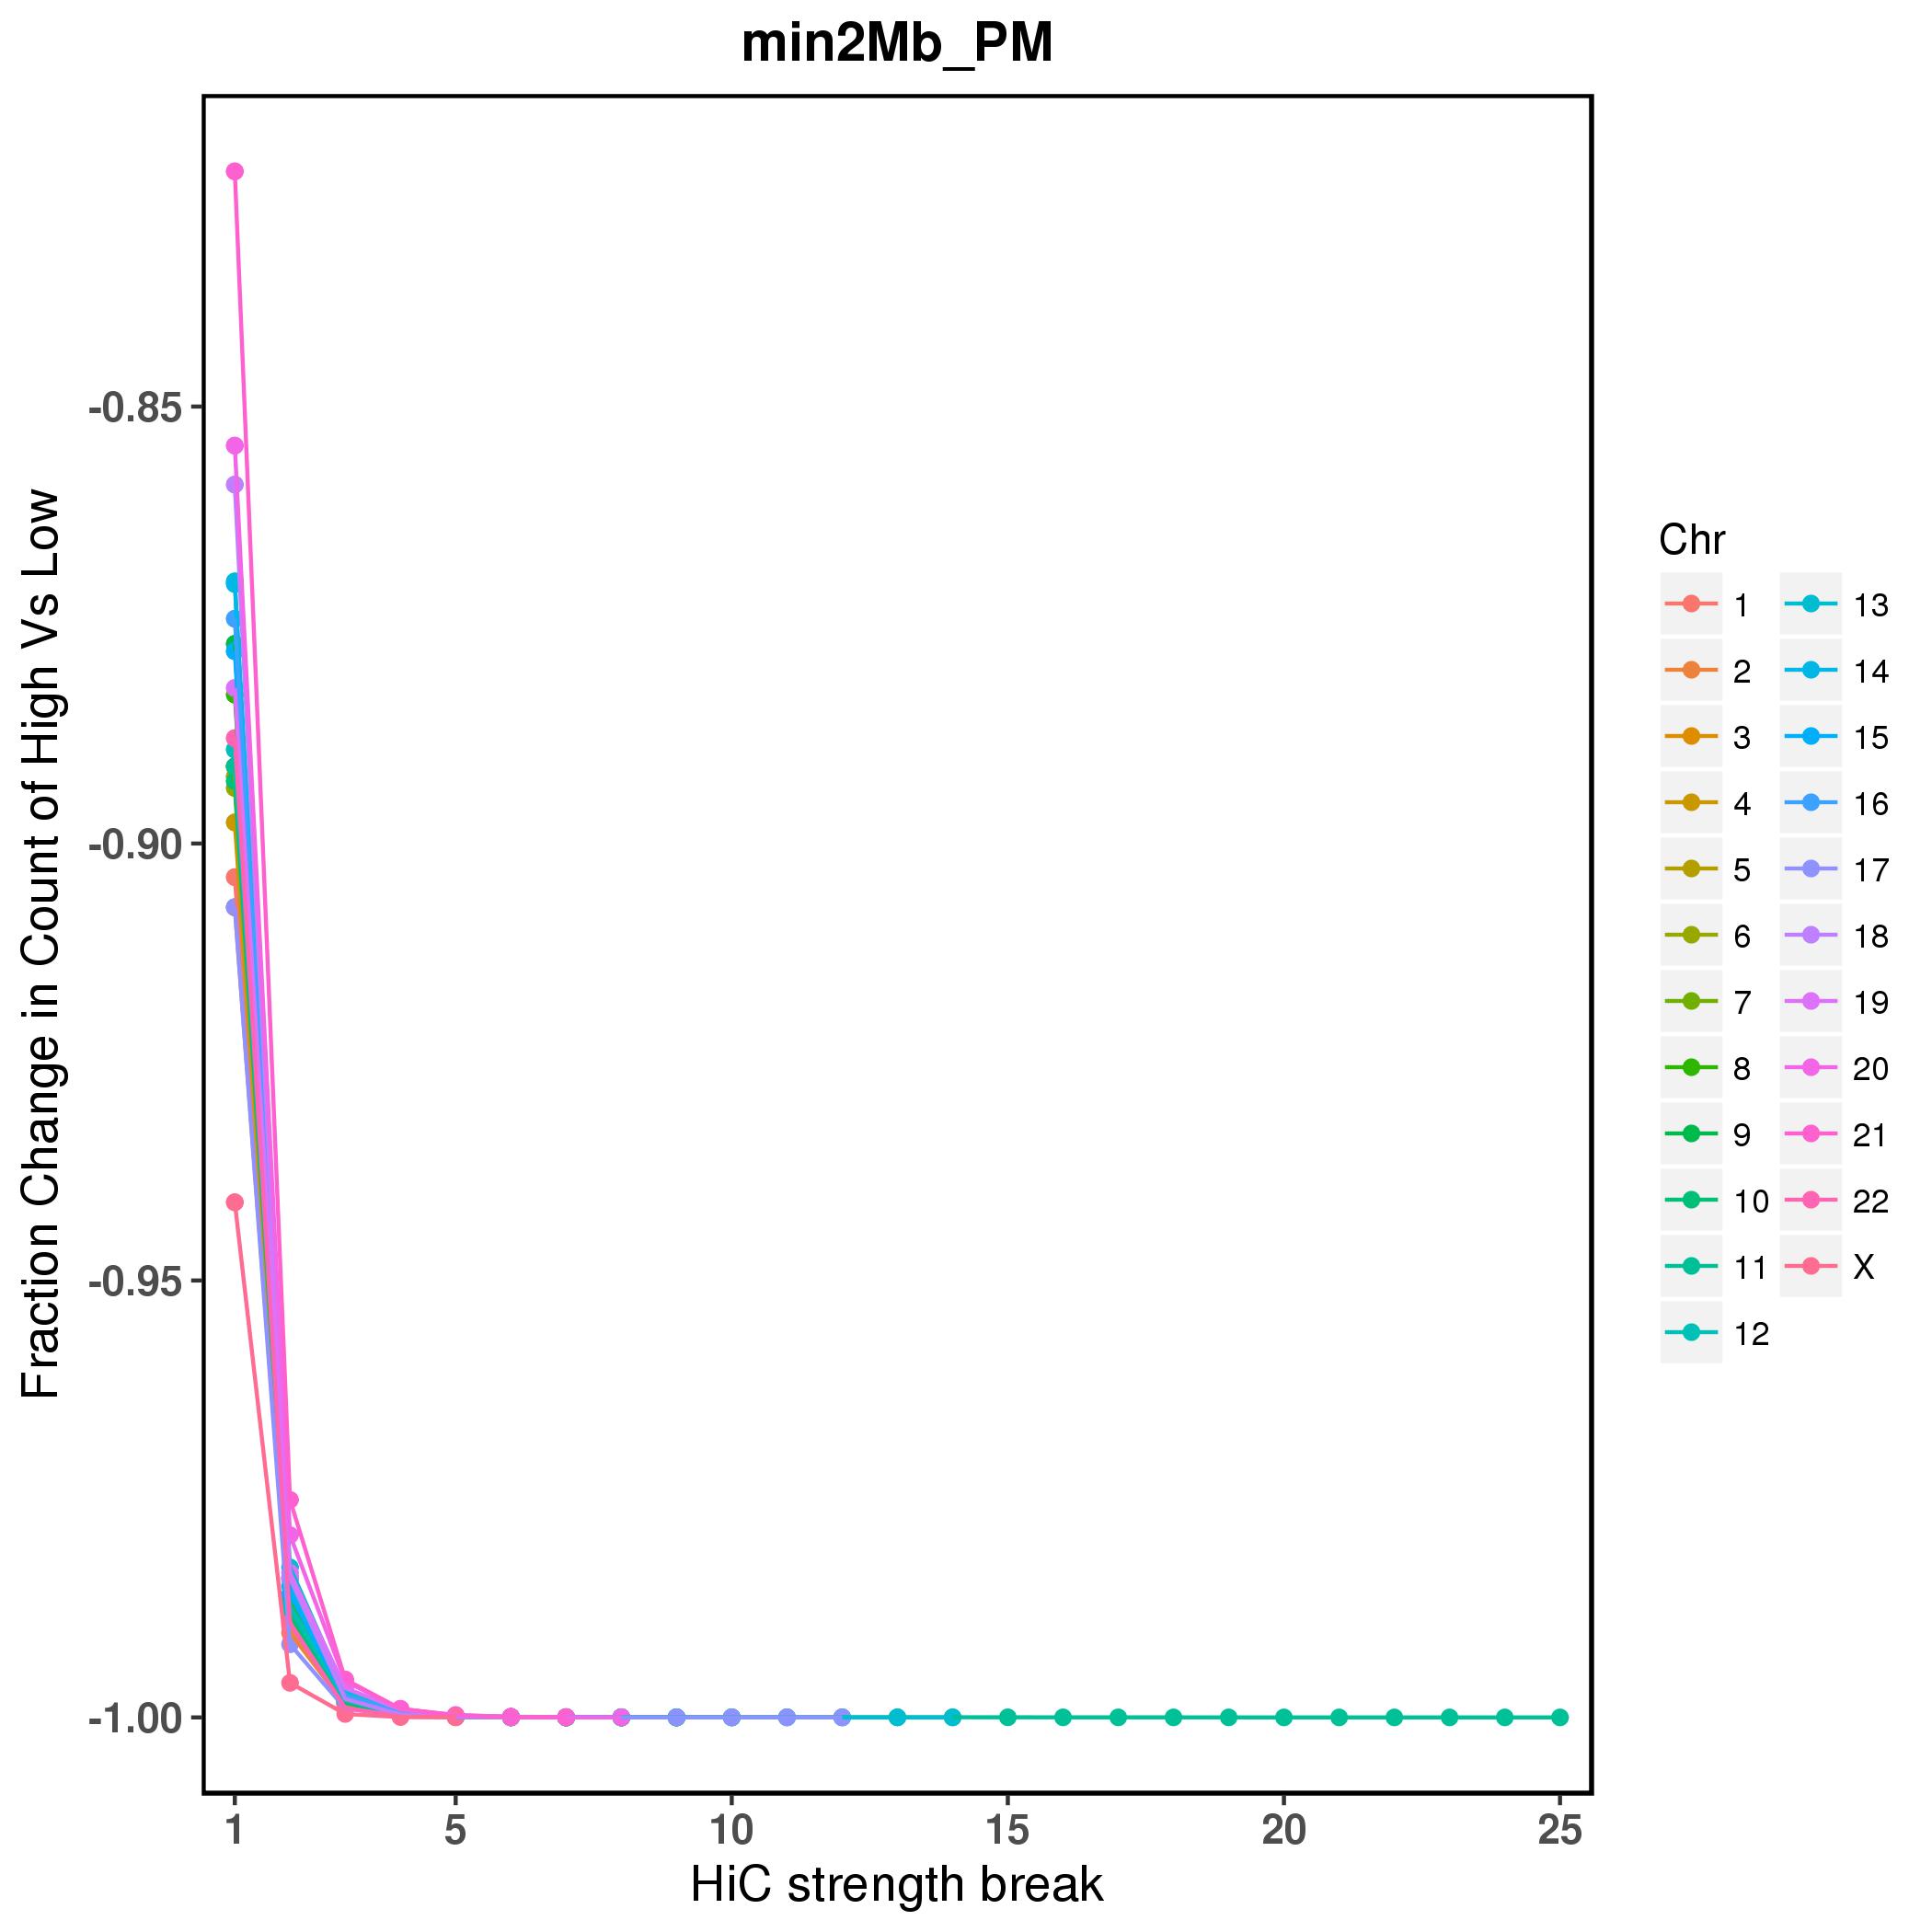 min2Mb_PM
Fraction Change in Count of High Vs Low
-0.85
-0.90
-0.95
-1.00
1 5 10 15 20 25
HiC strength break
Chr
1 13
2 14
3 15
4 16
5 17
6 18
7 19
8 20
9 21
10 22
11 X
12